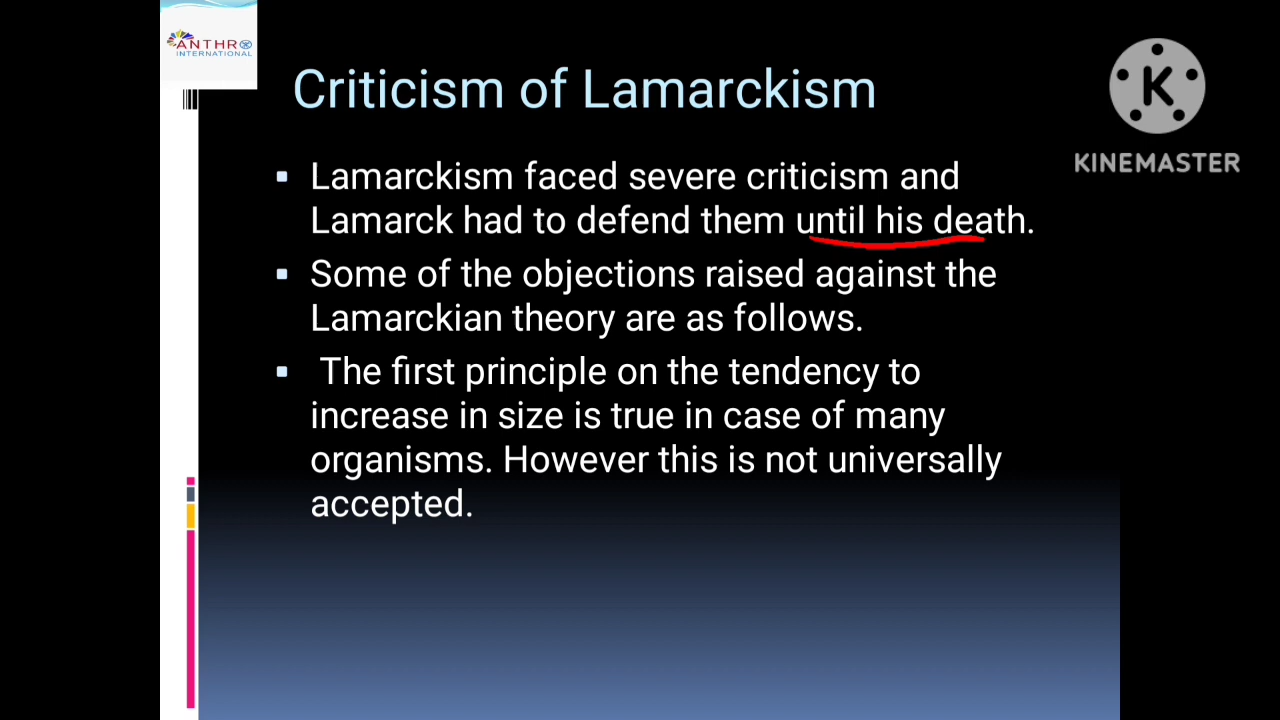 ANTHRO
INTERNATIONAL
Criticism of Lamarckism
K
KINEMASTER
▪ Lamarckism faced severe criticism and
Lamarck had to defend them until his death.
▪ Some of the objections raised against the
Lamarckian theory are as follows.
▪ The first principle on the tendency to
increase in size is true in case of many
organisms. However this is not universally
accepted.